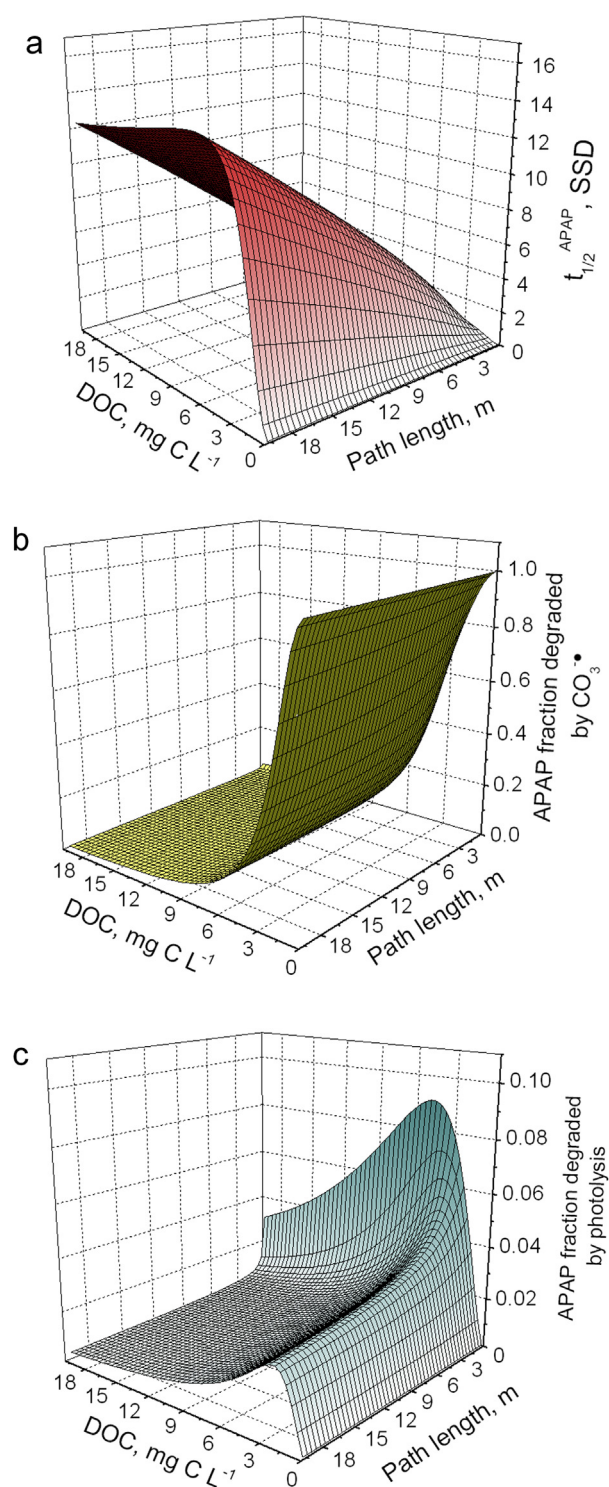 a
16
14
12
10
8
6
4
2
0
t1/2 APAP, SSD
18 15 12 9 6 3 0
DOC, mg C L-1
18 15 12 9 6 3
Path length, m
b
1.0
0.8
0.6
0.4
0.2
0.0
APAP fraction degraded
by CO3-•
18 15 12 9 6 3 0
DOC, mg C L-1
18 15 12 9 6 3
Path length, m
c
0.10
0.08
0.06
0.04
0.02
0
APAP fraction degraded
by photolysis
18 15 12 9 6 3 0
DOC, mg C L-1
18 15 12 9 6 3
Path length, m